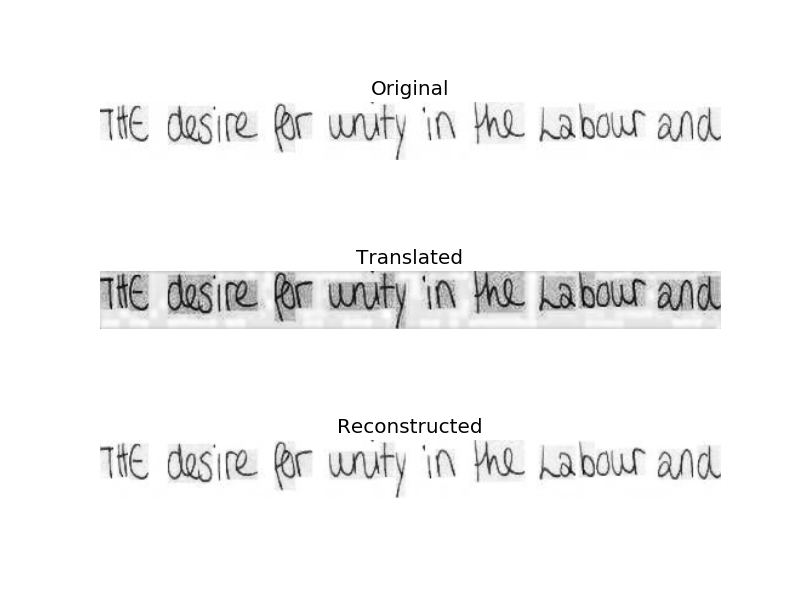 Original
THE desire for unity in the Labour and
Translated
THE desire for unity in the Labour and
Reconstructed
THE desire for unity in the Labour and